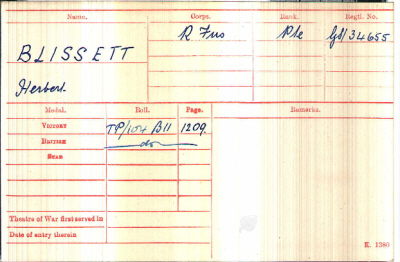 Name. Corps. Rank. Regtl. No.
BLISSETT R Fus Pte GS/34655
Herbert.
Medal. Roll. Page. Remarks.
VICTORY TP/104 B11 1209
BRITISH do
STAR
Theatre of War first served in
Date of entry therein
K. 1380